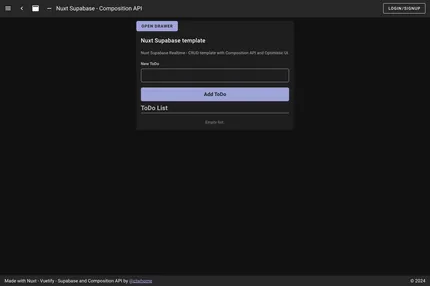 Nuxt Supabase - Composition API
LOGIN/SIGNUP
OPEN DRAWER
Nuxt Supabase template
Nuxt Supabase Realtime - CRUD template with Composition API and Optimistic UI
New ToDo
Add ToDo
ToDo List
Empty list
Made with Nuxt - Vuetify - Supabase and Composition API by
© 2024